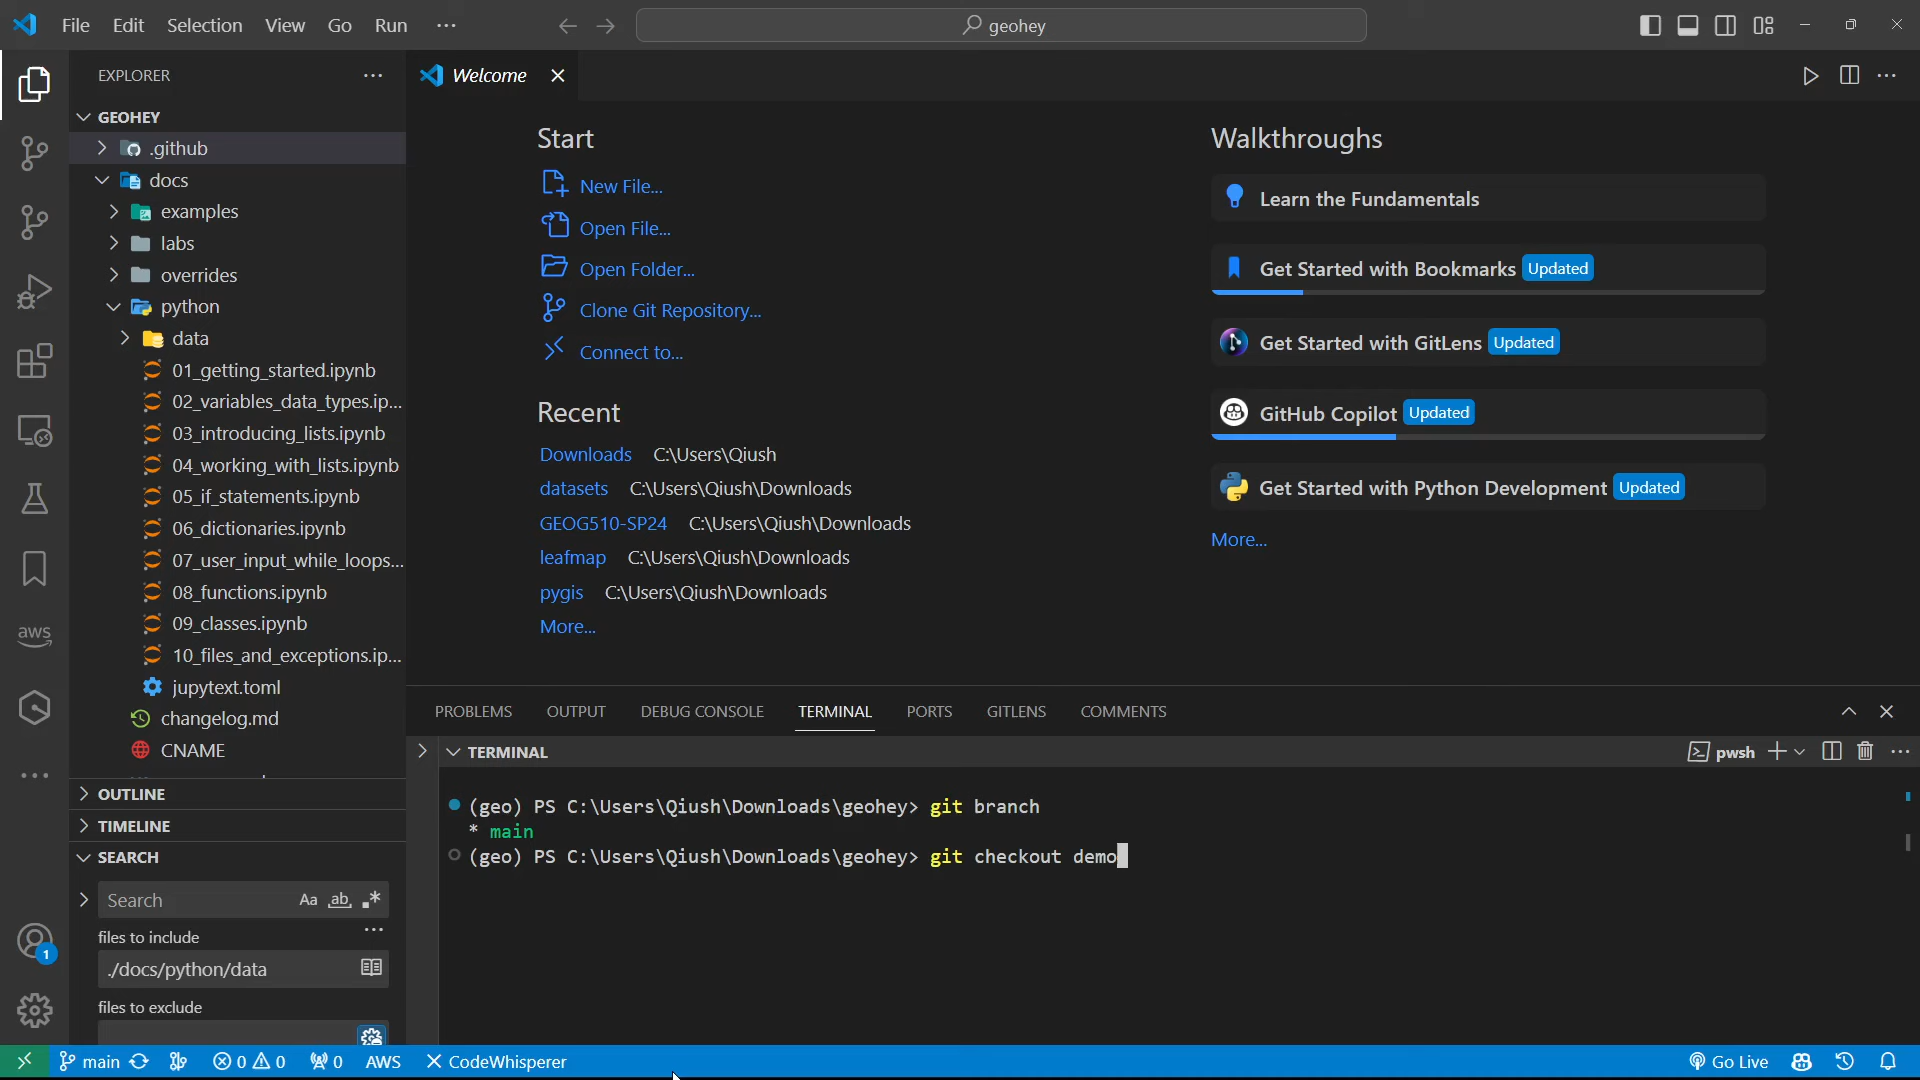 File Edit Selection View Go Run ···
geohey
EXPLORER
GEOHEY
.github
docs
examples
labs
overrides
python
data
01_getting_started.ipynb
02_variables_data_types.ip...
03_introducing_lists.ipynb
04_working_with_lists.ipynb
05_if_statements.ipynb
06_dictionaries.ipynb
07_user_input_while_loops...
08_functions.ipynb
09_classes.ipynb
10_files_and_exceptions.ip...
jupytext.toml
changelog.md
CNAME
OUTLINE
TIMELINE
SEARCH
Search Aa ab .*
files to include
./docs/python/data
files to exclude
aws
1
Welcome
Start
New File...
Open File...
Open Folder...
Clone Git Repository...
Connect to...
Recent
Downloads C:\Users\Qiush
datasets C:\Users\Qiush\Downloads
GEOG510-SP24 C:\Users\Qiush\Downloads
leafmap C:\Users\Qiush\Downloads
pygis C:\Users\Qiush\Downloads
More...
Walkthroughs
Learn the Fundamentals
Get Started with Bookmarks Updated
Get Started with GitLens Updated
GitHub Copilot Updated
Get Started with Python Development Updated
More...
PROBLEMS OUTPUT DEBUG CONSOLE TERMINAL PORTS GITLENS COMMENTS
TERMINAL
pwsh
(geo) PS C:\Users\Qiush\Downloads\geohey> git branch
* main
(geo) PS C:\Users\Qiush\Downloads\geohey> git checkout demo
main 0 0 0 AWS CodeWhisperer Go Live